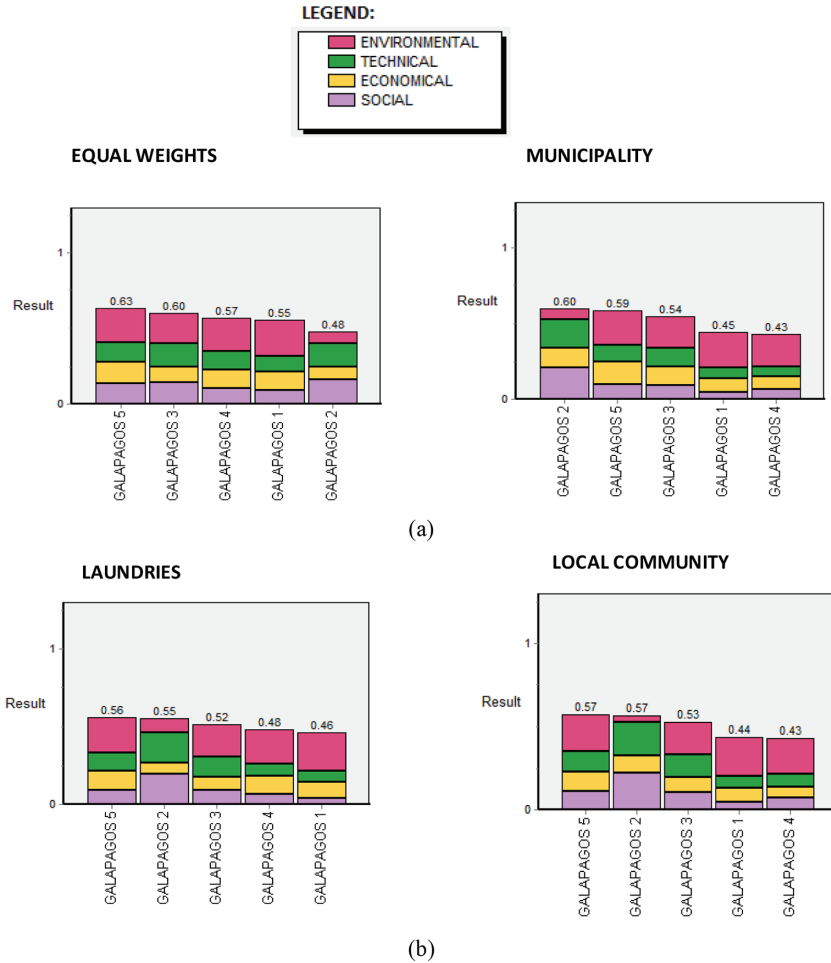 LEGEND:
ENVIRONMENTAL
TECHNICAL
ECONOMICAL
SOCIAL
EQUAL WEIGHTS
1
Result
0
0.63
0.60
0.57
0.55
0.48
GALAPAGOS 5
GALAPAGOS 3
GALAPAGOS 4
GALAPAGOS 1
GALAPAGOS 2
MUNICIPALITY
1
Result
0
0.60
0.59
0.54
0.45
0.43
GALAPAGOS 2
GALAPAGOS 5
GALAPAGOS 3
GALAPAGOS 1
GALAPAGOS 4
(a)
LAUNDRIES
1
Result
0
0.56
0.55
0.52
0.48
0.46
GALAPAGOS 5
GALAPAGOS 2
GALAPAGOS 3
GALAPAGOS 4
GALAPAGOS 1
LOCAL COMMUNITY
1
Result
0
0.57
0.57
0.53
0.44
0.43
GALAPAGOS 5
GALAPAGOS 2
GALAPAGOS 3
GALAPAGOS 1
GALAPAGOS 4
(b)